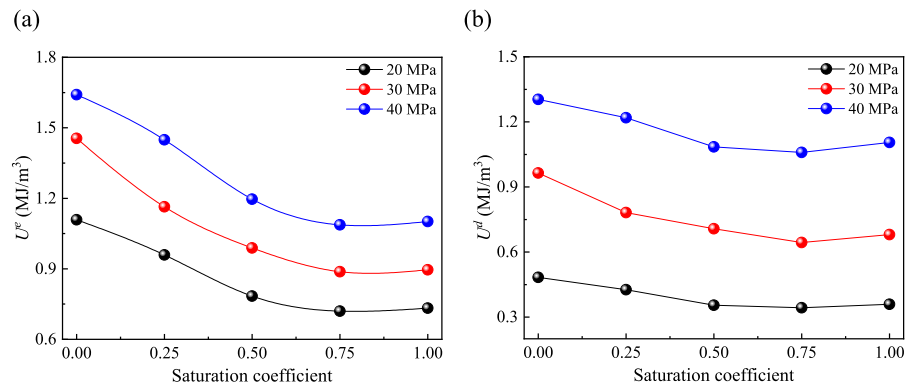 (a)
1.8
1.5
1.2
0.9
0.6
U^e (MJ/m³)
20 MPa
30 MPa
40 MPa
0.00 0.25 0.50 0.75 1.00
Saturation coefficient
(b)
1.5
1.2
0.9
0.6
0.3
U^d (MJ/m³)
20 MPa
30 MPa
40 MPa
0.00 0.25 0.50 0.75 1.00
Saturation coefficient